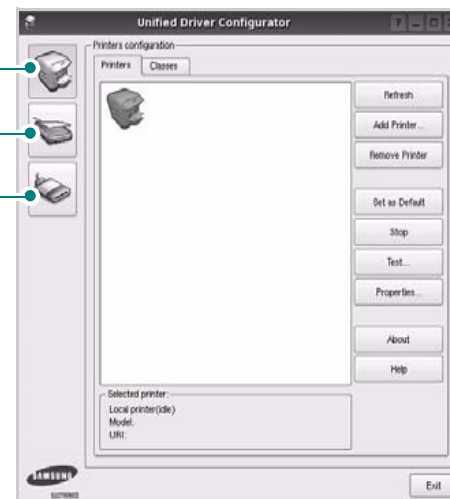 Unified Driver Configurator
Printers configuration
Printers
Classes
Refresh
Add Printer...
Remove Printer
Set as Default
Stop
Test...
Properties...
About
Help
Selected printer:
Local printer(idle)
Model:
URI:
SAMSUNG
ELECTRONICS
Exit